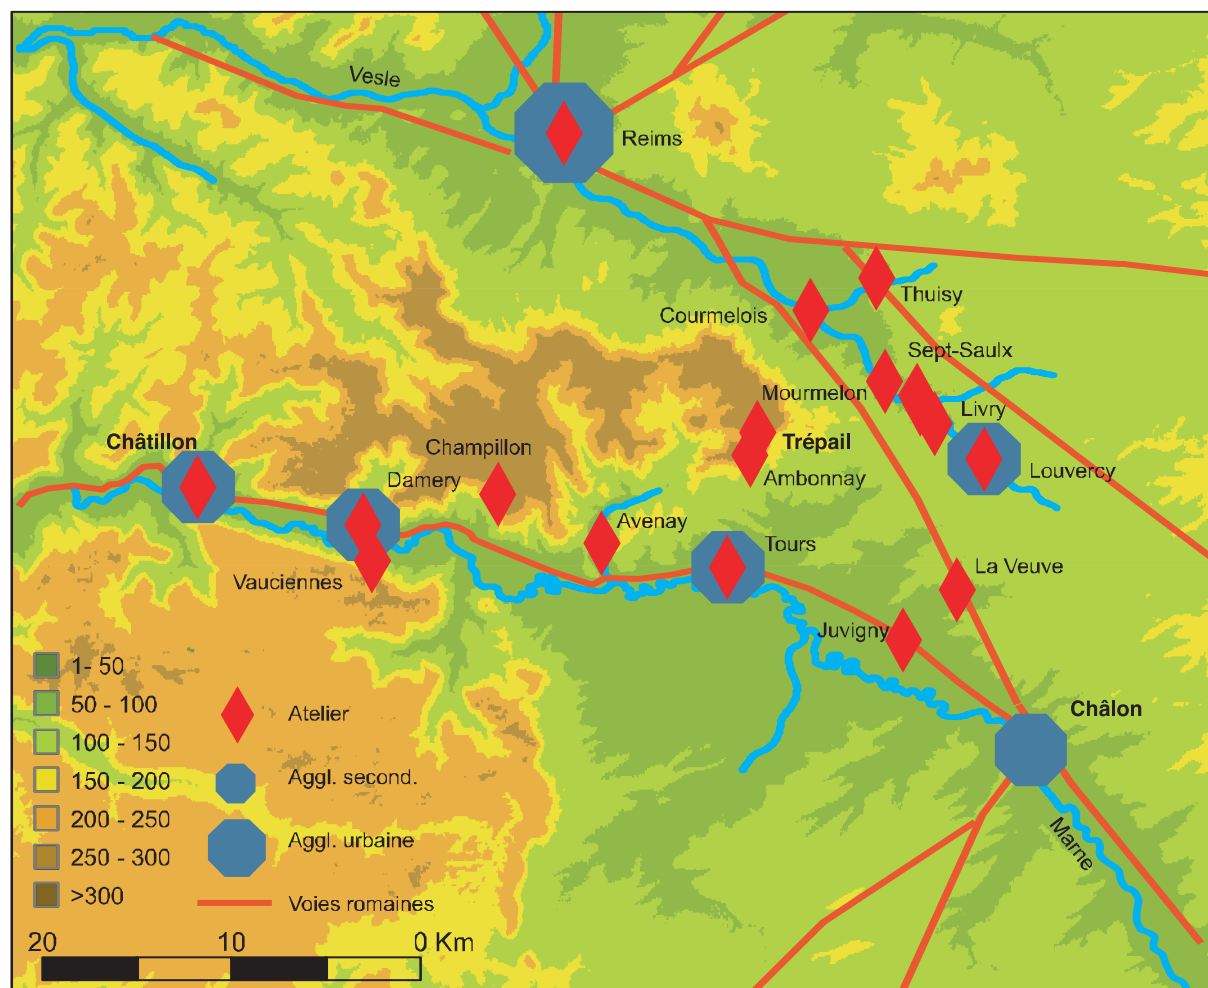 Vesle
Reims
Thuisy
Courmelois
Sept-Saulx
Mourmelon
Livry
Châtillon
Champillon
Trépail
Damery
Ambonnay
Louvercy
Avenay
Tours
Vauciennes
La Veuve
Juvigny
Châlon
Marne
1- 50
50 - 100
100 - 150
150 - 200
200 - 250
250 - 300
>300
Atelier
Aggl. second.
Aggl. urbaine
Voies romaines
20 10 0 Km